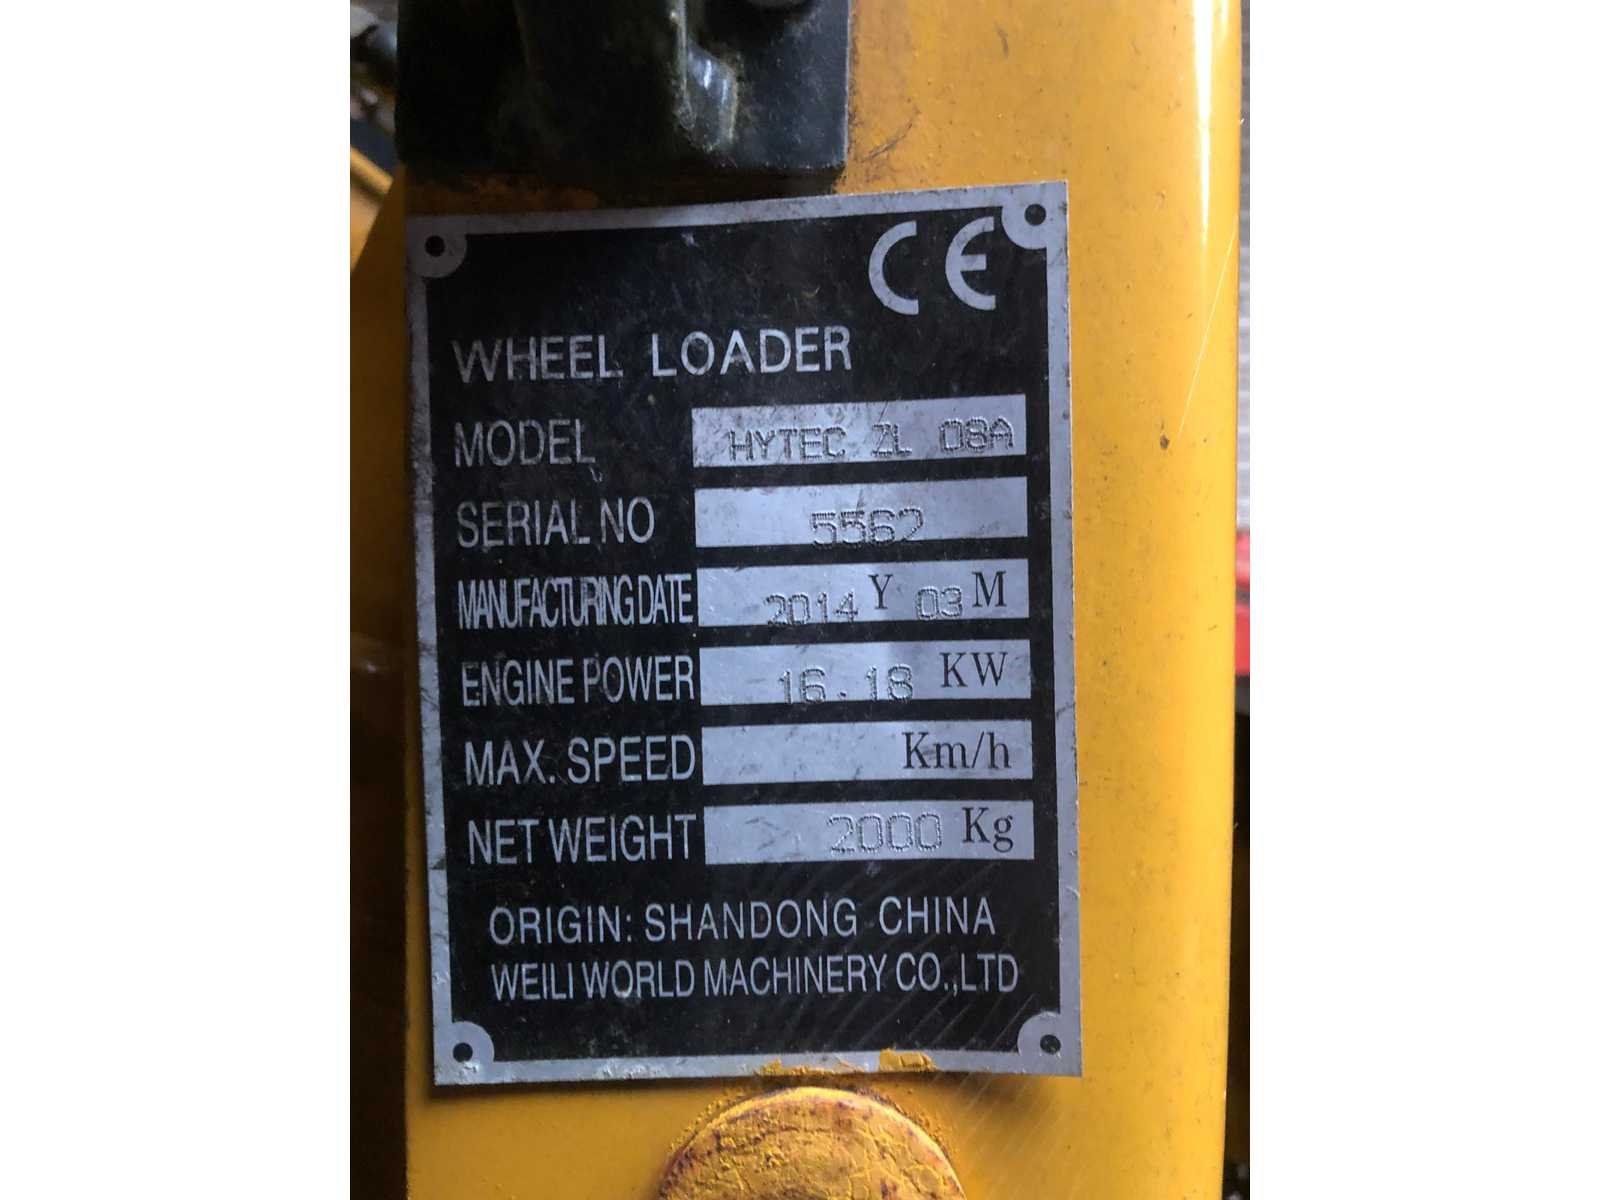 CE
WHEEL LOADER
MODEL HYTEC ZL 08A
SERIAL NO 5562
MANUFACTURING DATE 2014 Y 03 M
ENGINE POWER 16.18 KW
MAX. SPEED Km/h
NET WEIGHT 2000 Kg
ORIGIN: SHANDONG CHINA
WEILI WORLD MACHINERY CO.,LTD